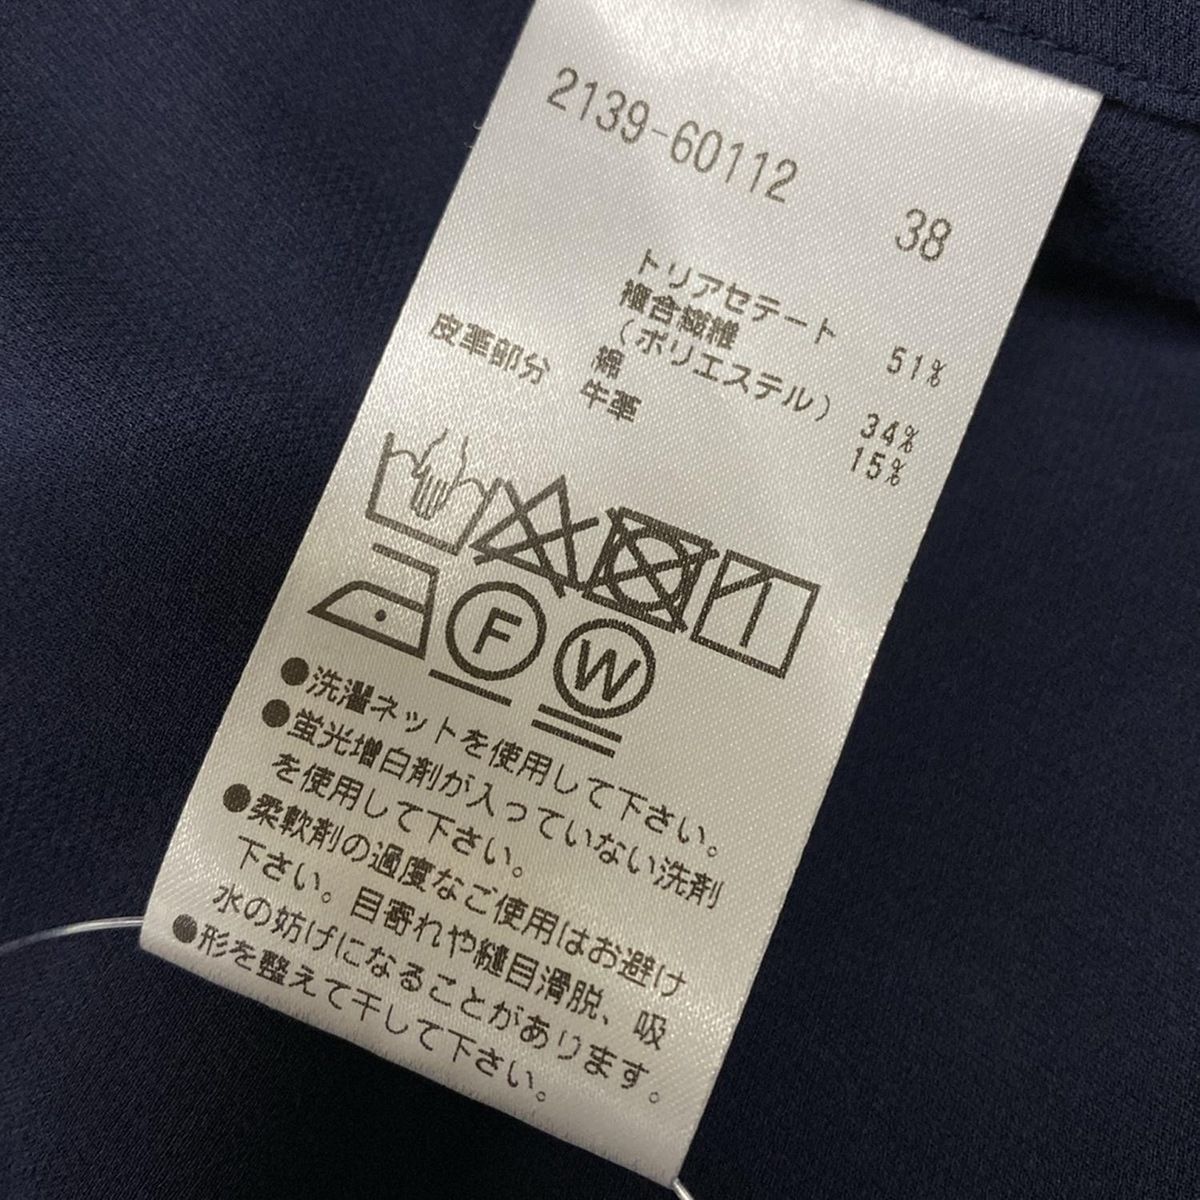 2139-60112 38
トリアセテート 51%
複合繊維
(ポリエステル) 34%
綿 15%
皮革部分 牛革
F W
●洗濯ネットを使用して下さい。
●蛍光増白剤が入っていない洗剤
を使用して下さい。
●柔軟剤の過度なご使用はお避け
下さい。目寄れや縫目滑脱、吸
水の妨げになることがあります。
●形を整えて干して下さい。